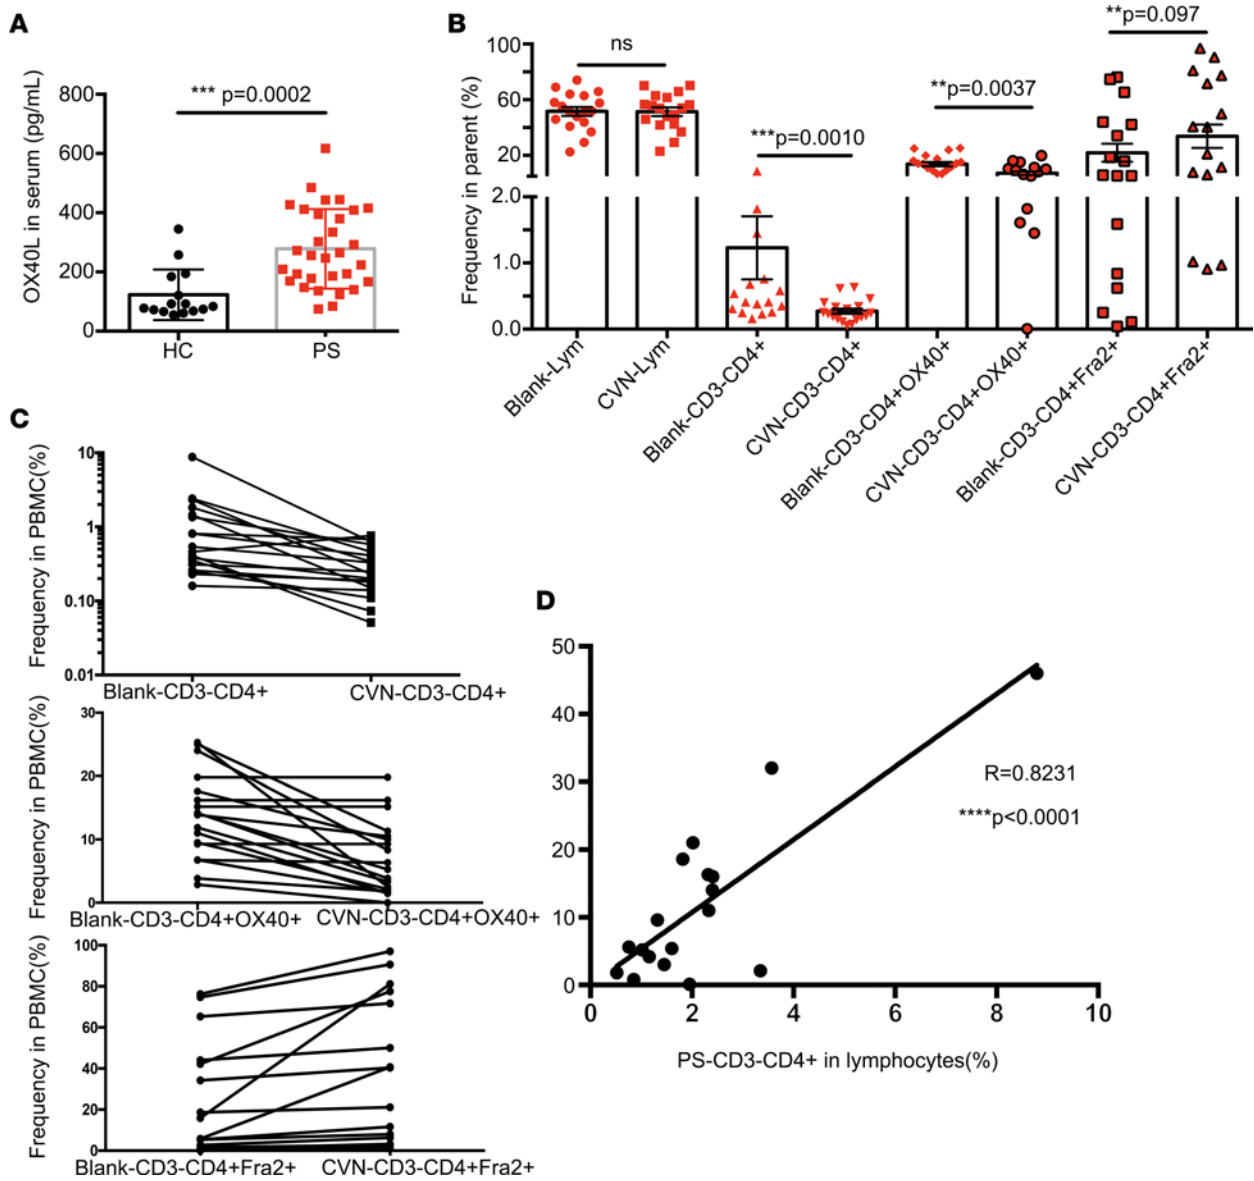 A
OX40L in serum (pg/mL)
800
600
400
200
0
*** p=0.0002
HC
PS
B
Frequency in parent (%)
100
60
20
2.0
1.0
0.0
ns
***p=0.0010
**p=0.0037
**p=0.097
Blank-Lym
CVN-Lym
Blank-CD3-CD4+
CVN-CD3-CD4+
Blank-CD3-CD4+OX40+
CVN-CD3-CD4+OX40+
Blank-CD3-CD4+Fra2+
CVN-CD3-CD4+Fra2+
C
Frequency in PBMC(%)
10
1
0.10
0.01
Blank-CD3-CD4+
CVN-CD3-CD4+
Frequency in PBMC(%)
30
20
10
0
Blank-CD3-CD4+OX40+
CVN-CD3-CD4+OX40+
Frequency in PBMC(%)
100
80
60
40
20
0
Blank-CD3-CD4+Fra2+
CVN-CD3-CD4+Fra2+
D
50
40
30
20
10
0
R=0.8231
****p<0.0001
0 2 4 6 8 10
PS-CD3-CD4+ in lymphocytes(%)